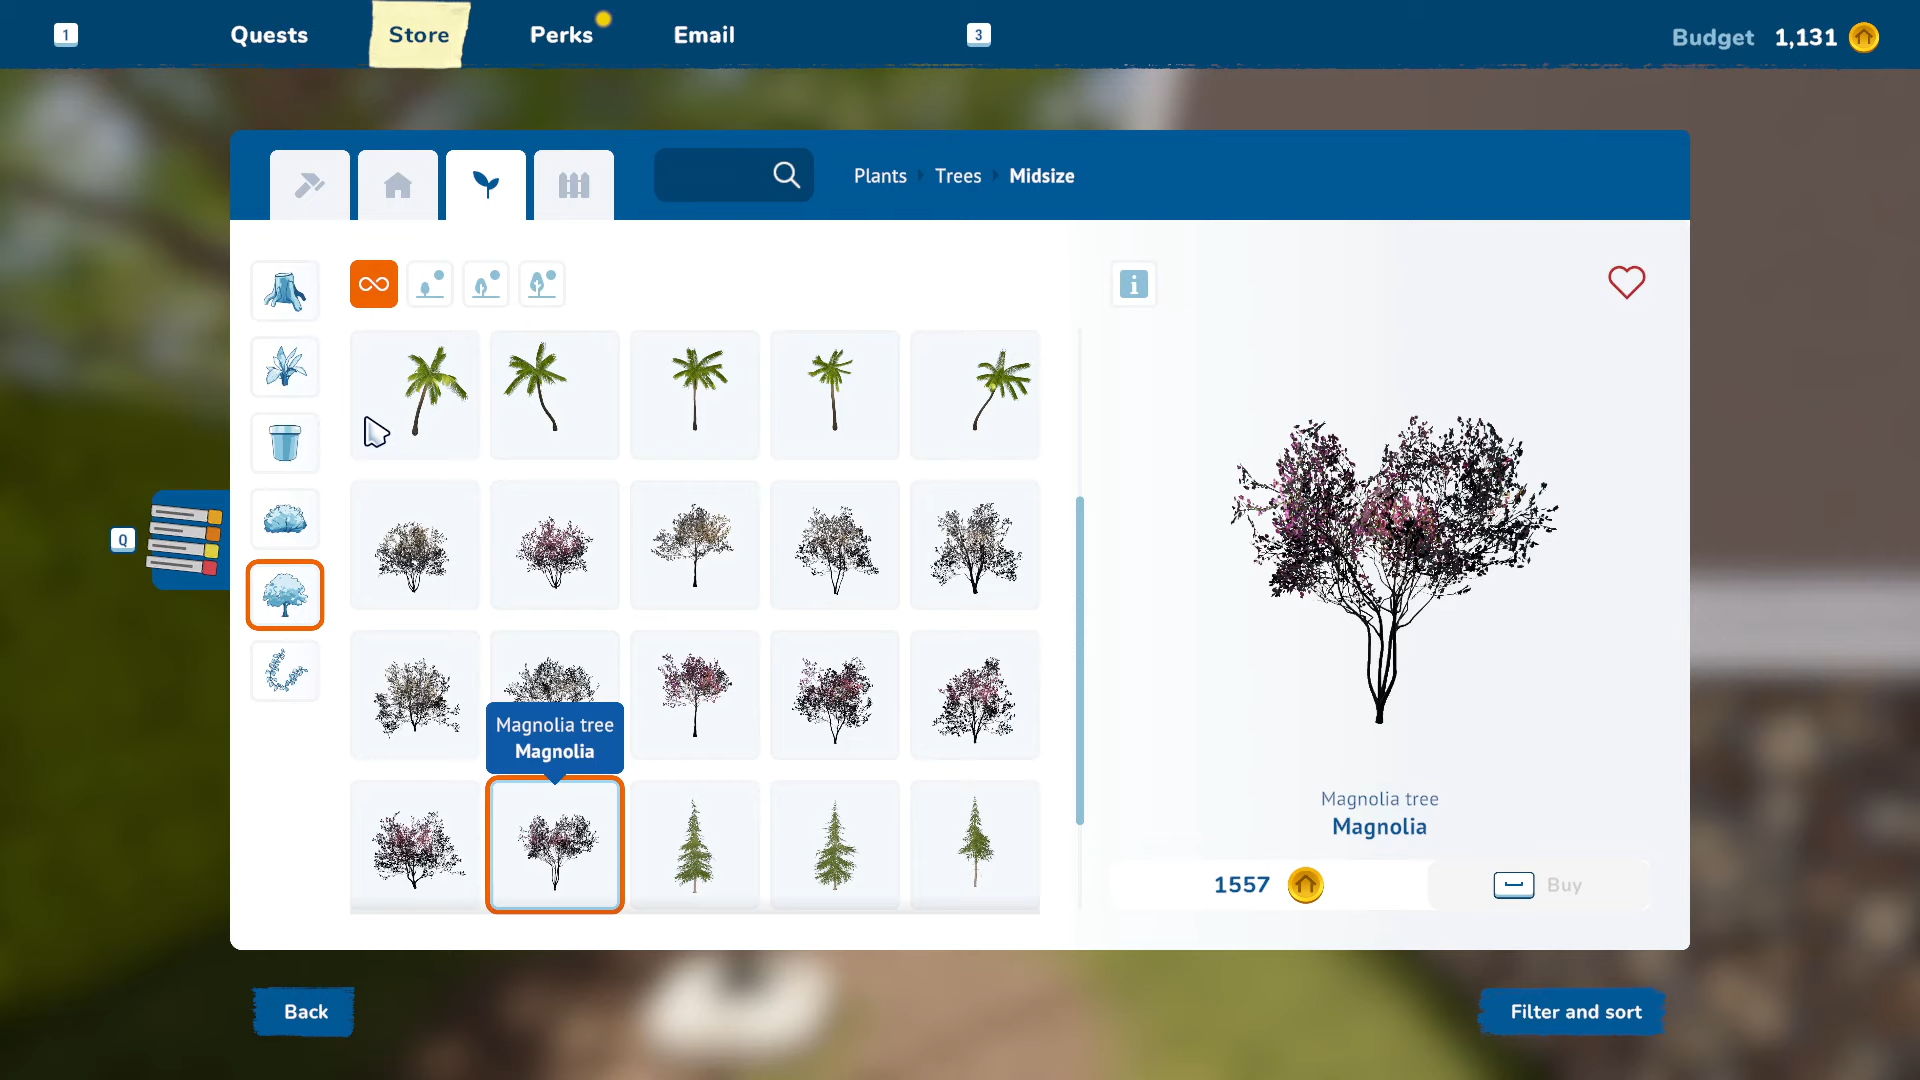 1
Quests
Store
Perks
Email
3
Budget 1,131
Plants
Trees
Midsize
i
Q
Magnolia tree
Magnolia
Magnolia tree
Magnolia
1557
Buy
Back
Filter and sort